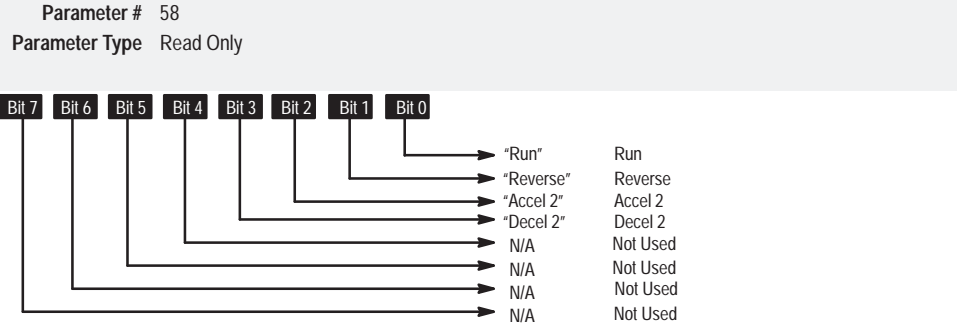 Parameter # 58
Parameter Type Read Only
Bit 7 Bit 6 Bit 5 Bit 4 Bit 3 Bit 2 Bit 1 Bit 0
"Run" Run
"Reverse" Reverse
"Accel 2" Accel 2
"Decel 2" Decel 2
N/A Not Used
N/A Not Used
N/A Not Used
N/A Not Used